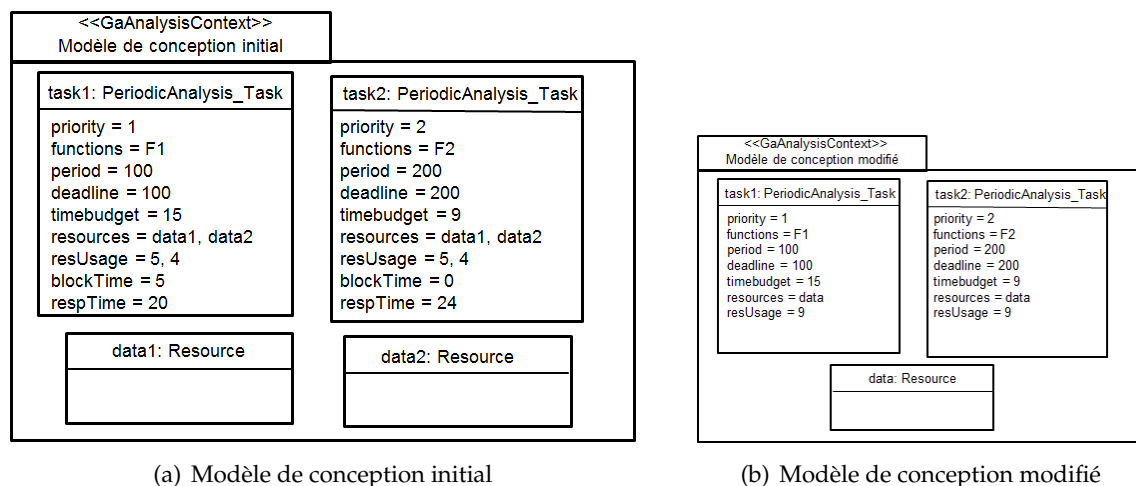 <<GaAnalysisContext>>
Modèle de conception initial
task1: PeriodicAnalysis_Task
priority = 1
functions = F1
period = 100
deadline = 100
timebudget = 15
resources = data1, data2
resUsage = 5, 4
blockTime = 5
respTime = 20
task2: PeriodicAnalysis_Task
priority = 2
functions = F2
period = 200
deadline = 200
timebudget = 9
resources = data1, data2
resUsage = 5, 4
blockTime = 0
respTime = 24
data1: Resource
data2: Resource
(a) Modèle de conception initial
<<GaAnalysisContext>>
Modèle de conception modifié
task1: PeriodicAnalysis_Task
priority = 1
functions = F1
period = 100
deadline = 100
timebudget = 15
resources = data
resUsage = 9
task2: PeriodicAnalysis_Task
priority = 2
functions = F2
period = 200
deadline = 200
timebudget = 9
resources = data
resUsage = 9
data: Resource
(b) Modèle de conception modifié